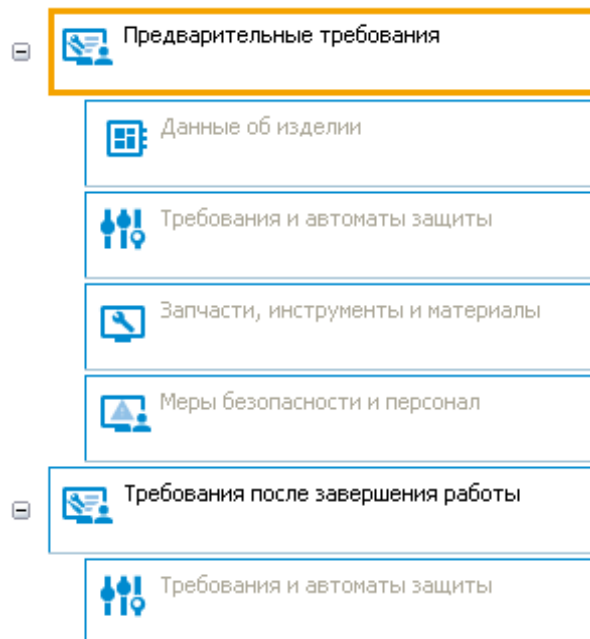 Предварительные требования
Данные об изделии
Требования и автоматы защиты
Запчасти, инструменты и материалы
Меры безопасности и персонал
Требования после завершения работы
Требования и автоматы защиты